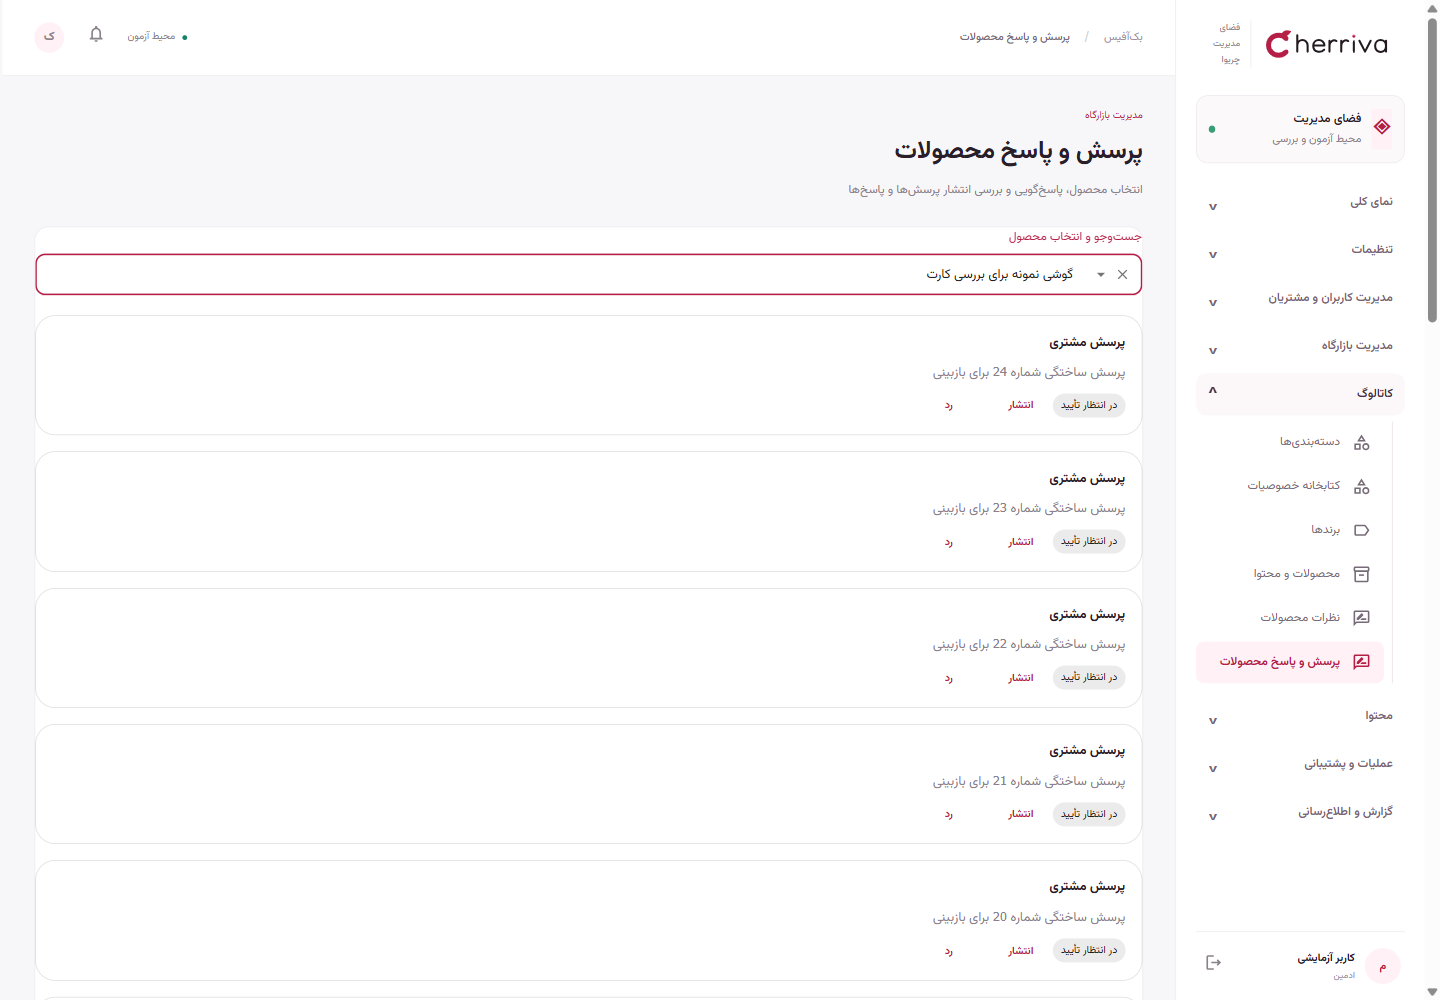 Cherriva
فضای
مدیریت
چریوا
فضای مدیریت
محیط آزمون و بررسی
نمای کلی
تنظیمات
مدیریت کاربران و مشتریان
مدیریت بازارگاه
کاتالوگ
دسته‌بندی‌ها
کتابخانه خصوصیات
برندها
محصولات و محتوا
نظرات محصولات
پرسش و پاسخ محصولات
محتوا
عملیات و پشتیبانی
گزارش و اطلاع‌رسانی
م
کاربر آزمایشی
ادمین
بک‌آفیس / پرسش و پاسخ محصولات
محیط آزمون
ک
مدیریت بازارگاه
پرسش و پاسخ محصولات
انتخاب محصول، پاسخ‌گویی و بررسی انتشار پرسش‌ها و پاسخ‌ها
جست‌وجو و انتخاب محصول
گوشی نمونه برای بررسی کارت
پرسش مشتری
پرسش ساختگی شماره 24 برای بازبینی
در انتظار تأیید انتشار رد
پرسش مشتری
پرسش ساختگی شماره 23 برای بازبینی
در انتظار تأیید انتشار رد
پرسش مشتری
پرسش ساختگی شماره 22 برای بازبینی
در انتظار تأیید انتشار رد
پرسش مشتری
پرسش ساختگی شماره 21 برای بازبینی
در انتظار تأیید انتشار رد
پرسش مشتری
پرسش ساختگی شماره 20 برای بازبینی
در انتظار تأیید انتشار رد